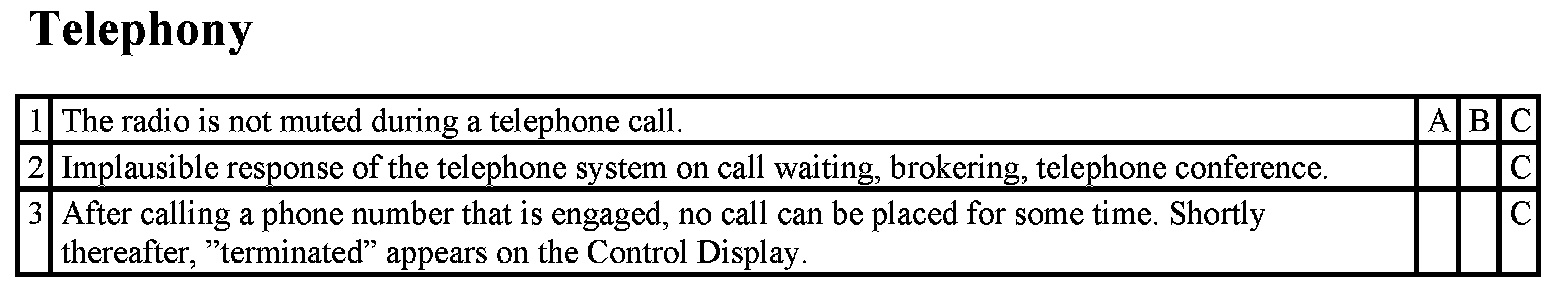 Telephony
1 The radio is not muted during a telephone call. A B C
2 Implausible response of the telephone system on call waiting, brokering, telephone conference. C
3 After calling a phone number that is engaged, no call can be placed for some time. Shortly C
thereafter, ”terminated” appears on the Control Display.